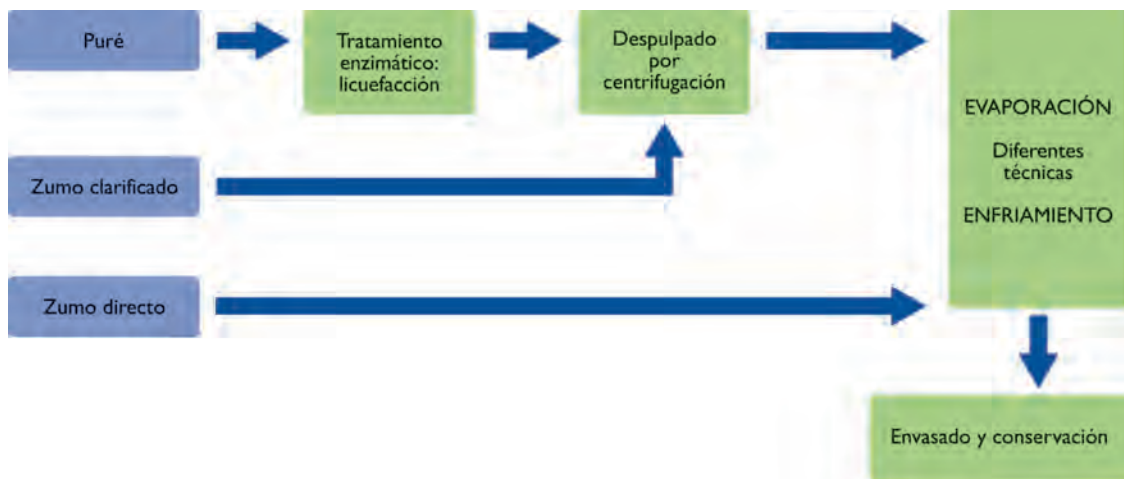 Puré
Tratamiento
enzimático:
licuefacción
Despulpado
por
centrifugación
EVAPORACIÓN
Diferentes
técnicas
ENFRIAMIENTO
Zumo clarificado
Zumo directo
Envasado y conservación